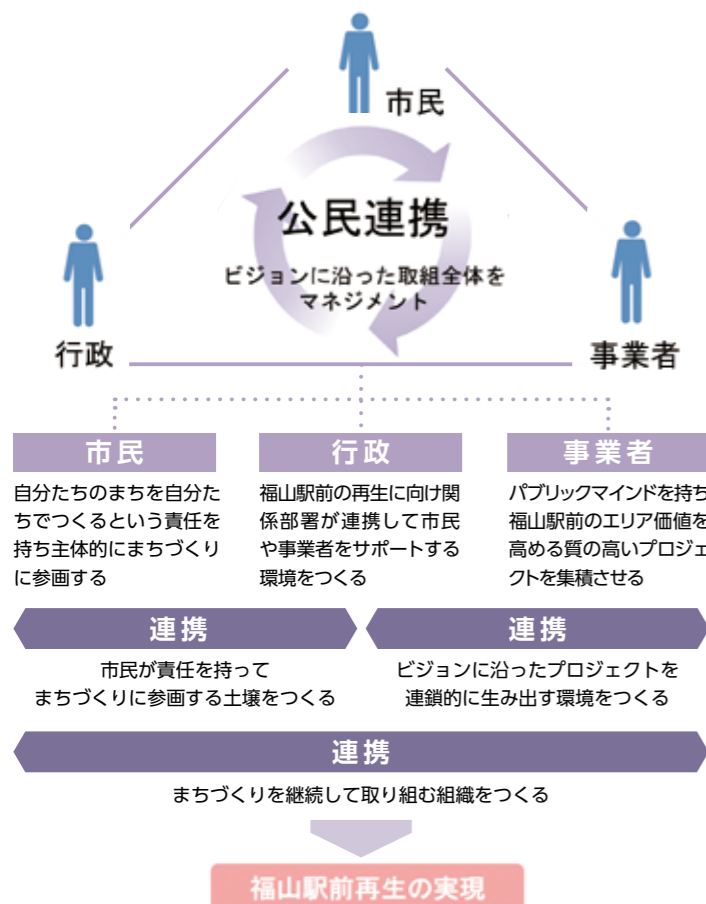 市民
公民連携
ビジョンに沿った取組全体を
マネジメント
行政
事業者
市民
自分たちのまちを自分た
ちでつくるという責任を
持ち主体的にまちづくり
に参画する
行政
福山駅前の再生に向け関
係部署が連携して市民
や事業者をサポートする
環境をつくる
事業者
パブリックマインドを持ち
福山駅前のエリア価値を
高める質の高いプロジェ
クトを集積させる
連携
市民が責任を持って
まちづくりに参画する土壌をつくる
連携
ビジョンに沿ったプロジェクトを
連鎖的に生み出す環境をつくる
連携
まちづくりを継続して取り組む組織をつくる
福山駅前再生の実現